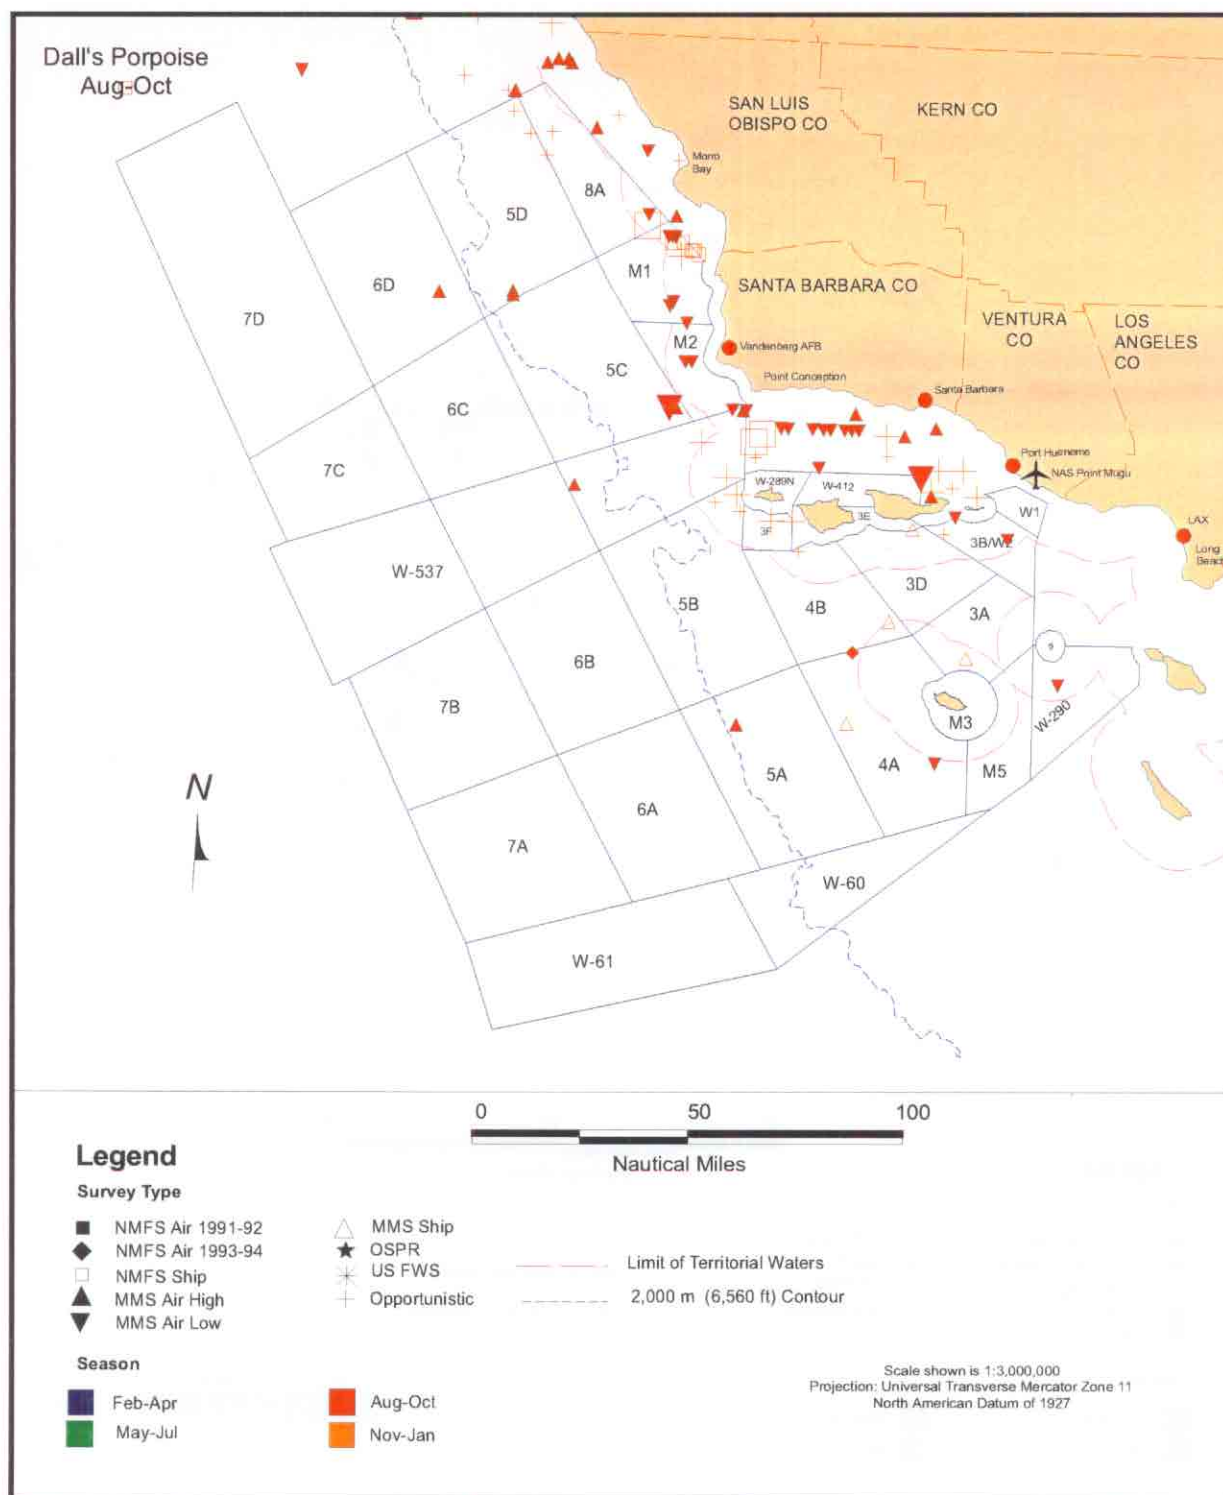 Dall's Porpoise
Aug-Oct
SAN LUIS
OBISPO CO
KERN CO
Morro
Bay
8A
5D
M1
SANTA BARBARA CO
6D
7D
VENTURA
CO
LOS
ANGELES
CO
M2
Vandenberg AFB
5C
Point Conception
Santa Barbara
6C
7C
Port Hueneme
NAS Point Mugu
W-289N
W-412
W1
3E
3F
LAX
3B/W2
Long
Beach
W-537
3D
5B
4B
3A
9
6B
7B
M3
W-290
5A
4A
M5
N
6A
7A
W-60
W-61
0 50 100
Nautical Miles
Legend
Survey Type
NMFS Air 1991-92
NMFS Air 1993-94
NMFS Ship
MMS Air High
MMS Air Low
MMS Ship
OSPR
US FWS
Opportunistic
Limit of Territorial Waters
2,000 m (6,560 ft) Contour
Season
Feb-Apr
May-Jul
Aug-Oct
Nov-Jan
Scale shown is 1:3,000,000
Projection: Universal Transverse Mercator Zone 11
North American Datum of 1927